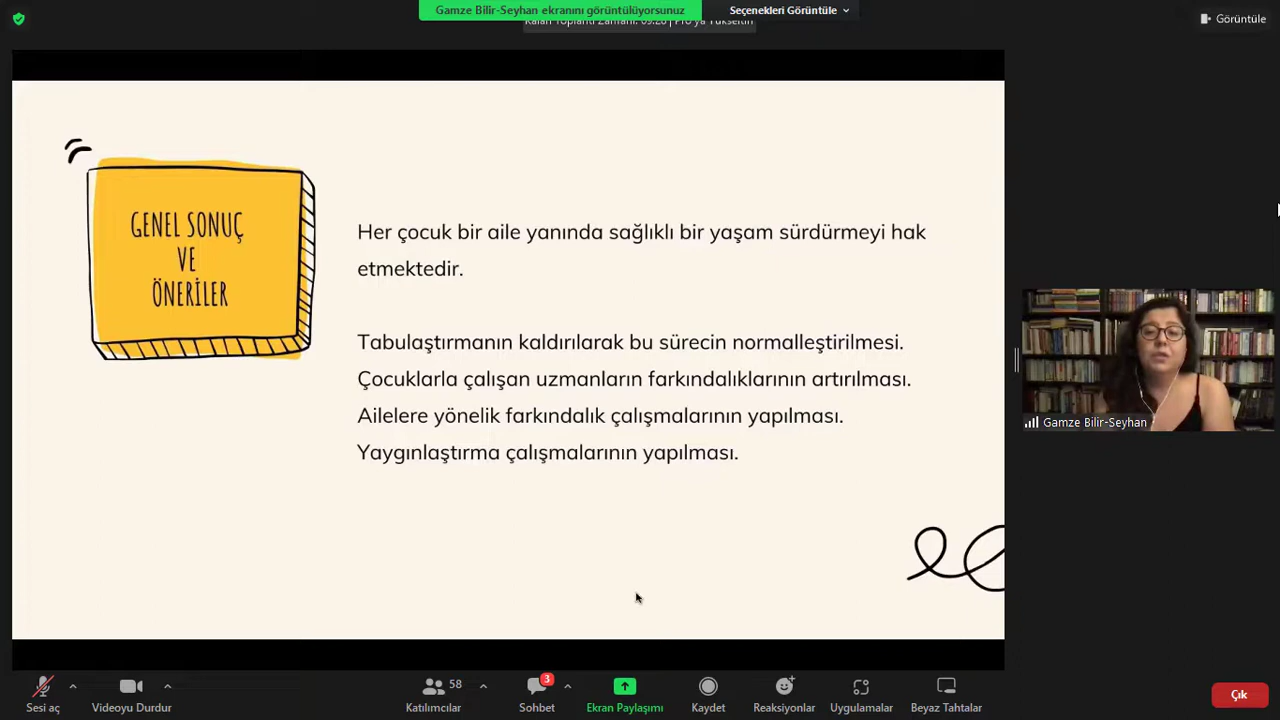 Gamze Bilir-Seyhan ekranını görüntülüyorsunuz
Seçenekleri Görüntüle
Görüntüle
GENEL SONUÇ
VE
ÖNERİLER
Her çocuk bir aile yanında sağlıklı bir yaşam sürdürmeyi hak
etmektedir.
Tabulaştırmanın kaldırılarak bu sürecin normalleştirilmesi.
Çocuklarla çalışan uzmanların farkındalıklarının artırılması.
Ailelere yönelik farkındalık çalışmalarının yapılması.
Yaygınlaştırma çalışmalarının yapılması.
Gamze Bilir-Seyhan
58
3
Sesi aç
Videoyu Durdur
Katılımcılar
Sohbet
Ekran Paylaşımı
Kaydet
Reaksiyonlar
Uygulamalar
Beyaz Tahtalar
Çık